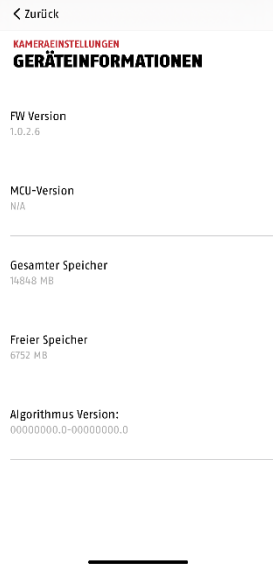 Zurück
KAMERAEINSTELLUNGEN
GERÄTEINFORMATIONEN
FW Version
1.0.2.6
MCU-Version
N/A
Gesamter Speicher
14848 MB
Freier Speicher
6752 MB
Algorithmus Version:
00000000.0-00000000.0